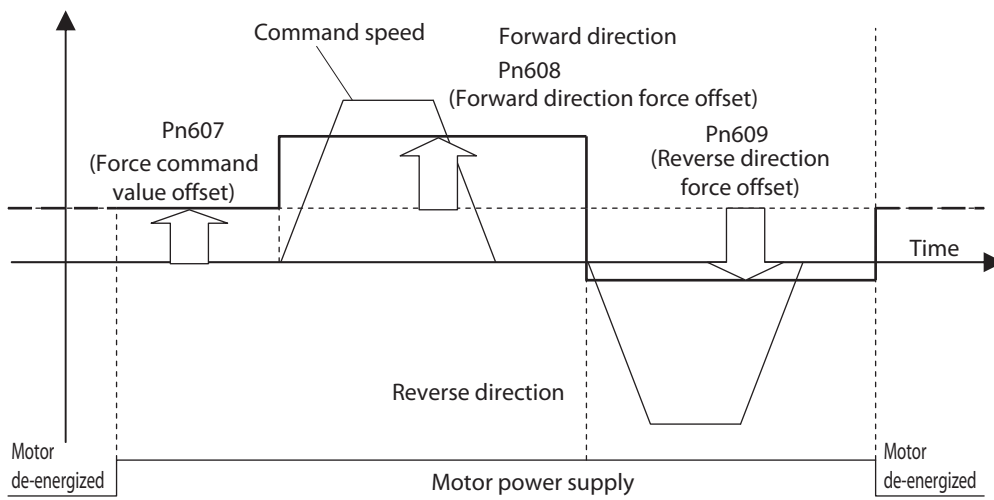 Command speed
Forward direction
Pn608
(Forward direction force offset)
Pn607
(Force command
value offset)
Pn609
(Reverse direction
force offset)
Time
Reverse direction
Motor
de-energized
Motor power supply
Motor
de-energized